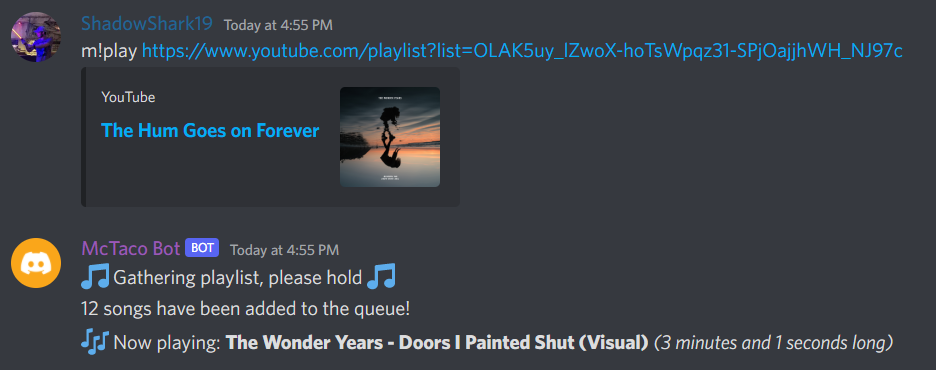 ShadowShark19 Today at 4:55 PM
m!play https://www.youtube.com/playlist?list=OLAK5uy_lZwoX-hoTsWpqz31-SPjOajjhWH_NJ97c
YouTube
The Hum Goes on Forever
THE WONDER YEARS
McTaco Bot BOT Today at 4:55 PM
Gathering playlist, please hold
12 songs have been added to the queue!
Now playing: The Wonder Years - Doors I Painted Shut (Visual) (3 minutes and 1 seconds long)